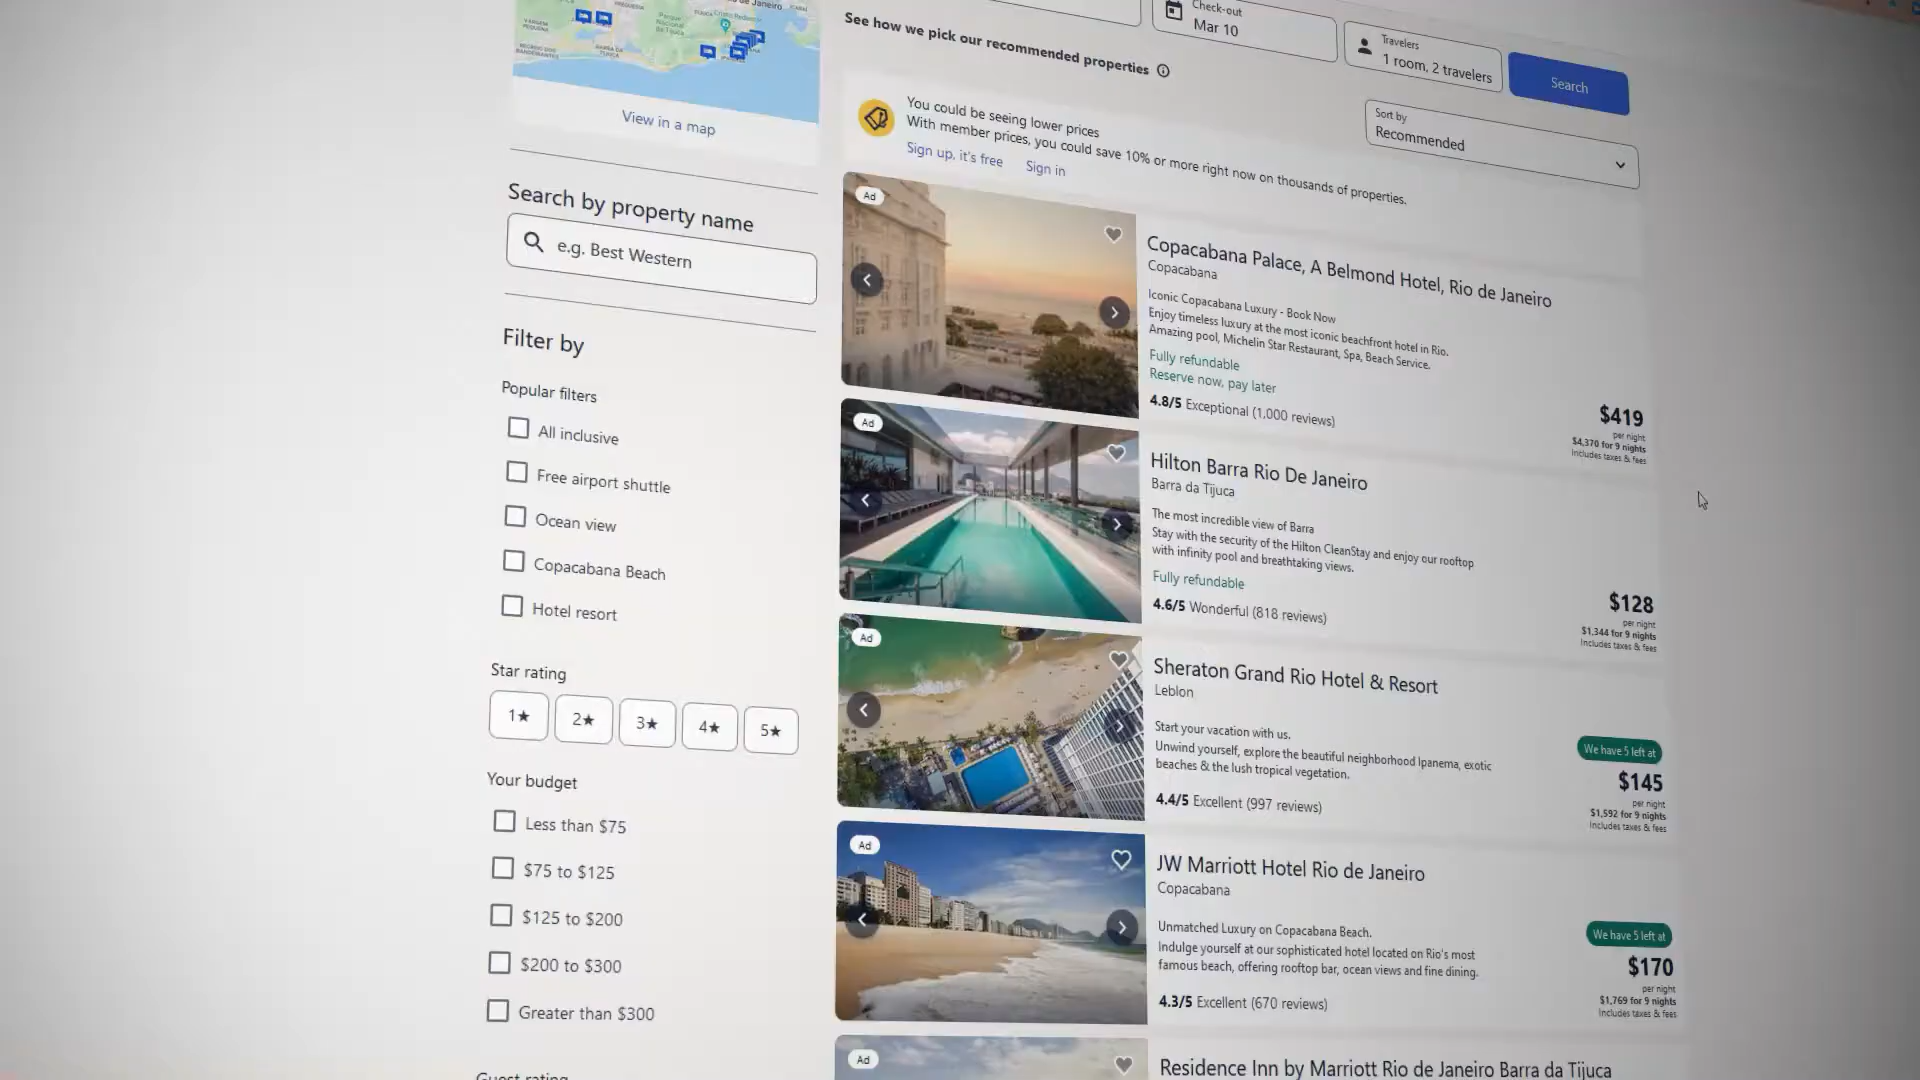 Check-out
Mar 10
Travelers
1 room, 2 travelers
Search
See how we pick our recommended properties
You could be seeing lower prices
With member prices, you could save 10% or more right now on thousands of properties.
Sign up, it's free
Sign in
Sort by
Recommended
View in a map
Search by property name
e.g. Best Western
Filter by
Popular filters
All inclusive
Free airport shuttle
Ocean view
Copacabana Beach
Hotel resort
Star rating
1★
2★
3★
4★
5★
Your budget
Less than $75
$75 to $125
$125 to $200
$200 to $300
Greater than $300
Guest rating
Ad
Copacabana Palace, A Belmond Hotel, Rio de Janeiro
Copacabana
Iconic Copacabana Luxury - Book Now
Enjoy timeless luxury at the most iconic beachfront hotel in Rio.
Amazing pool, Michelin Star Restaurant, Spa, Beach Service.
Fully refundable
Reserve now, pay later
4.8/5 Exceptional (1,000 reviews)
$419
per night
$4,370 for 9 nights
includes taxes & fees
Ad
Hilton Barra Rio De Janeiro
Barra da Tijuca
The most incredible view of Barra
Stay with the security of the Hilton CleanStay and enjoy our rooftop
with infinity pool and breathtaking views.
Fully refundable
4.6/5 Wonderful (818 reviews)
$128
per night
$1,344 for 9 nights
includes taxes & fees
Ad
Sheraton Grand Rio Hotel & Resort
Leblon
Start your vacation with us.
Unwind yourself, explore the beautiful neighborhood Ipanema, exotic
beaches & the lush tropical vegetation.
4.4/5 Excellent (997 reviews)
We have 5 left at
$145
per night
$1,592 for 9 nights
includes taxes & fees
Ad
JW Marriott Hotel Rio de Janeiro
Copacabana
Unmatched Luxury on Copacabana Beach.
Indulge yourself at our sophisticated hotel located on Rio's most
famous beach, offering rooftop bar, ocean views and fine dining.
4.3/5 Excellent (670 reviews)
We have 5 left at
$170
per night
$1,769 for 9 nights
includes taxes & fees
Ad
Residence Inn by Marriott Rio de Janeiro Barra da Tijuca